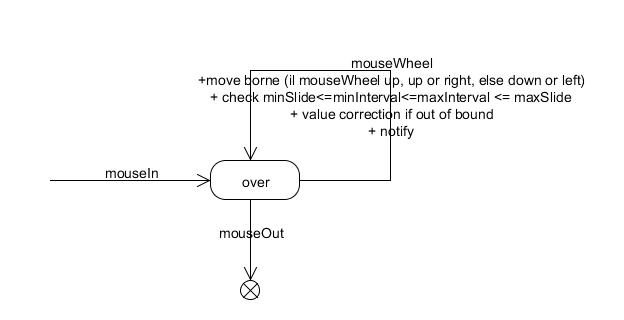 mouseWheel
+move borne (il mouseWheel up, up or right, else down or left)
+ check minSlide<=minInterval<=maxInterval <= maxSlide
+ value correction if out of bound
+ notify
mouseIn
over
mouseOut